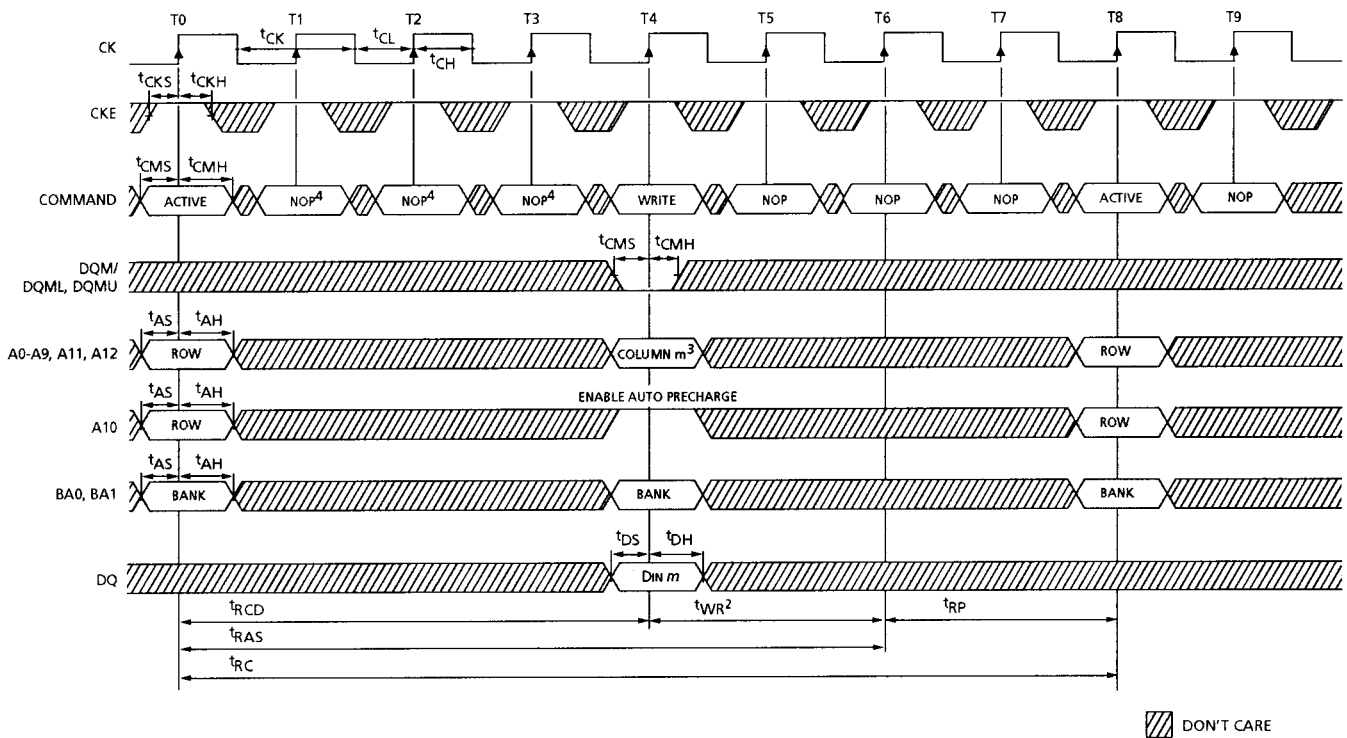 T0 T1 T2 T3 T4 T5 T6 T7 T8 T9
CK
tCK tCL
tCH
tCKS tCKH
CKE
tCMS tCMH
COMMAND ACTIVE NOP4 NOP4 NOP4 WRITE NOP NOP NOP ACTIVE NOP
tCMS tCMH
DQM/
DQML, DQMU
tAS tAH
A0-A9, A11, A12 ROW COLUMN m3 ROW
ENABLE AUTO PRECHARGE
tAS tAH
A10 ROW ROW
tAS tAH
BA0, BA1 BANK BANK BANK
tDS tDH
DQ DIN m
tRCD tWR2 tRP
tRAS
tRC
DON'T CARE